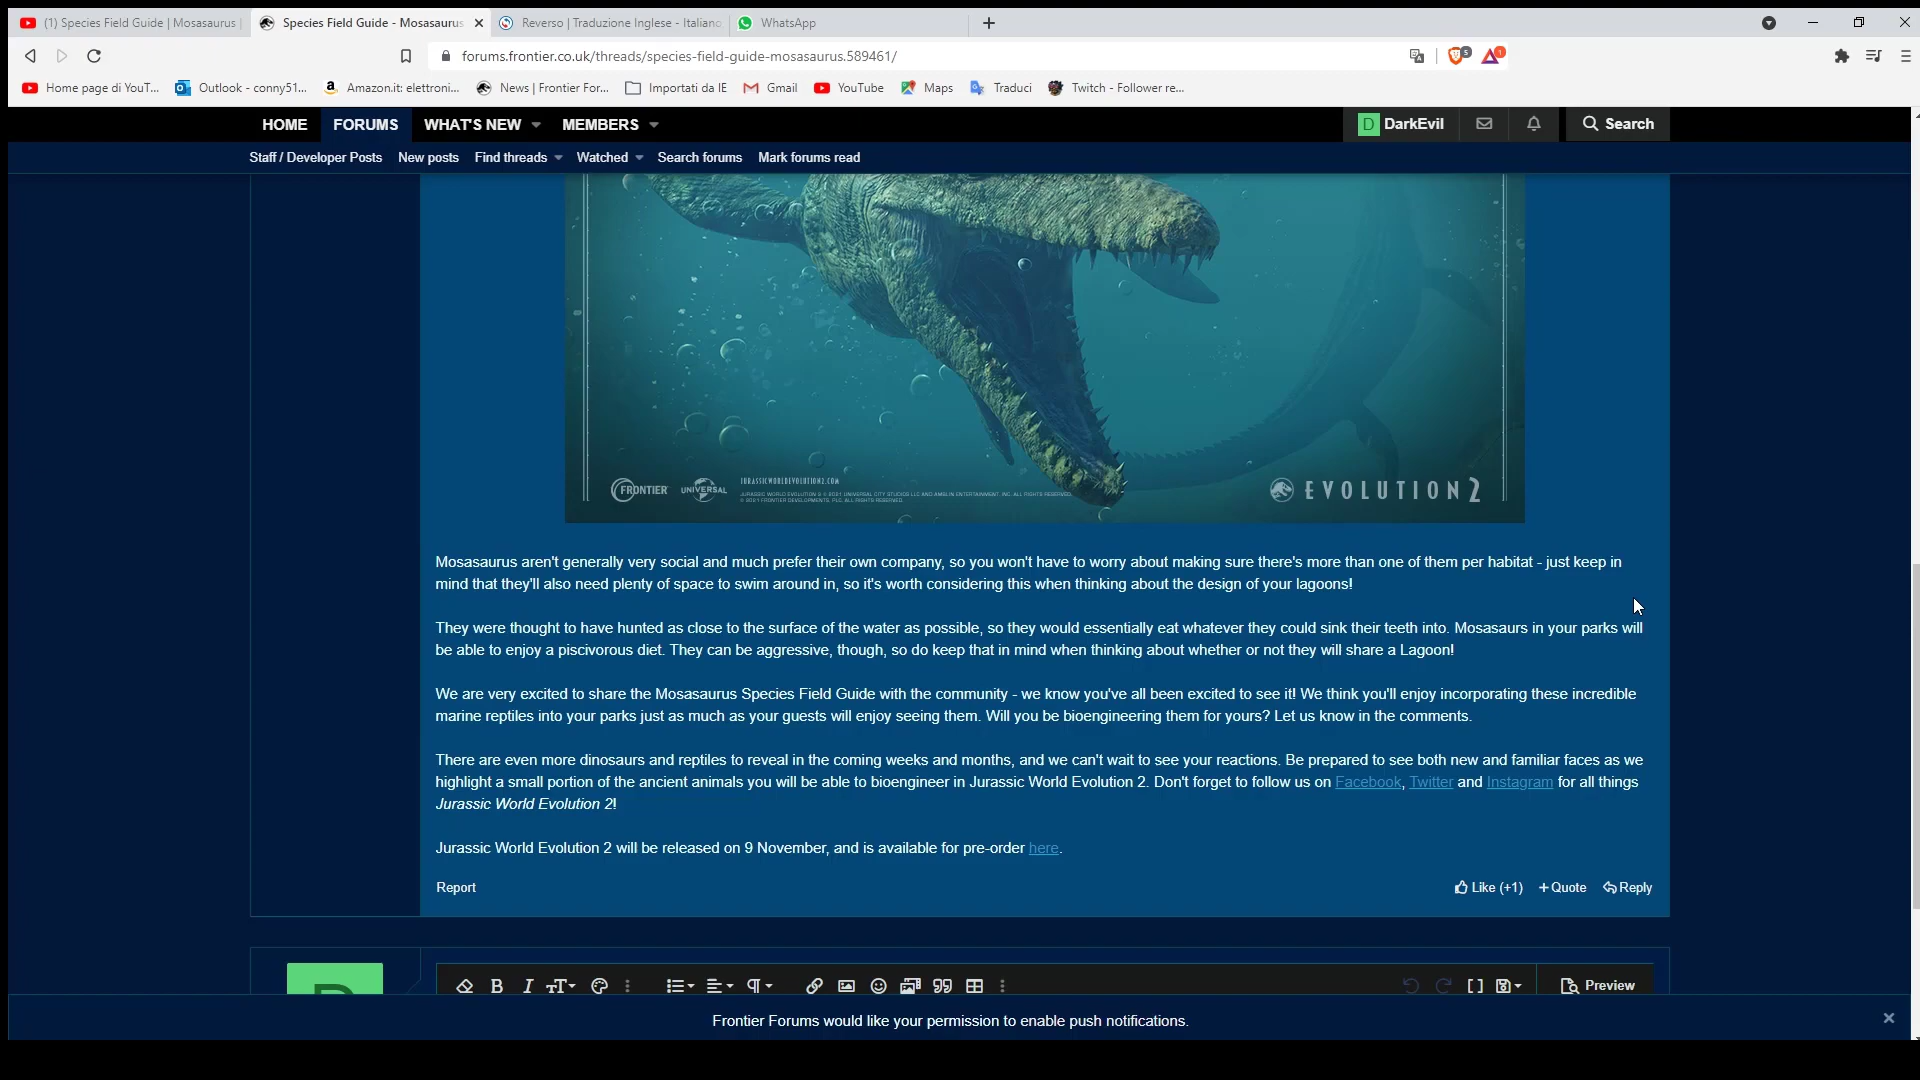 (1) Species Field Guide | Mosasaurus
Species Field Guide - Mosasaurus
Reverso | Traduzione Inglese - Italiano
WhatsApp
forums.frontier.co.uk/threads/species-field-guide-mosasaurus.589461/
5
1
Home page di YouT...
Outlook - conny51...
Amazon.it: elettroni...
News | Frontier For...
Importati da IE
Gmail
YouTube
Maps
Traduci
Twitch - Follower re...
HOME
FORUMS
WHAT'S NEW
MEMBERS
D DarkEvil
Search
Staff / Developer Posts
New posts
Find threads
Watched
Search forums
Mark forums read
FRONTIER
UNIVERSAL
JURASSICWORLDEVOLUTION2.COM
EVOLUTION 2
Mosasaurus aren't generally very social and much prefer their own company, so you won't have to worry about making sure there's more than one of them per habitat - just keep in
mind that they'll also need plenty of space to swim around in, so it's worth considering this when thinking about the design of your lagoons!
They were thought to have hunted as close to the surface of the water as possible, so they would essentially eat whatever they could sink their teeth into. Mosasaurs in your parks will
be able to enjoy a piscivorous diet. They can be aggressive, though, so do keep that in mind when thinking about whether or not they will share a Lagoon!
We are very excited to share the Mosasaurus Species Field Guide with the community - we know you've all been excited to see it! We think you'll enjoy incorporating these incredible
marine reptiles into your parks just as much as your guests will enjoy seeing them. Will you be bioengineering them for yours? Let us know in the comments.
There are even more dinosaurs and reptiles to reveal in the coming weeks and months, and we can't wait to see your reactions. Be prepared to see both new and familiar faces as we
highlight a small portion of the ancient animals you will be able to bioengineer in Jurassic World Evolution 2. Don't forget to follow us on Facebook, Twitter and Instagram for all things
Jurassic World Evolution 2!
Jurassic World Evolution 2 will be released on 9 November, and is available for pre-order here.
Report
Like (+1)
+Quote
Reply
Preview
Frontier Forums would like your permission to enable push notifications.